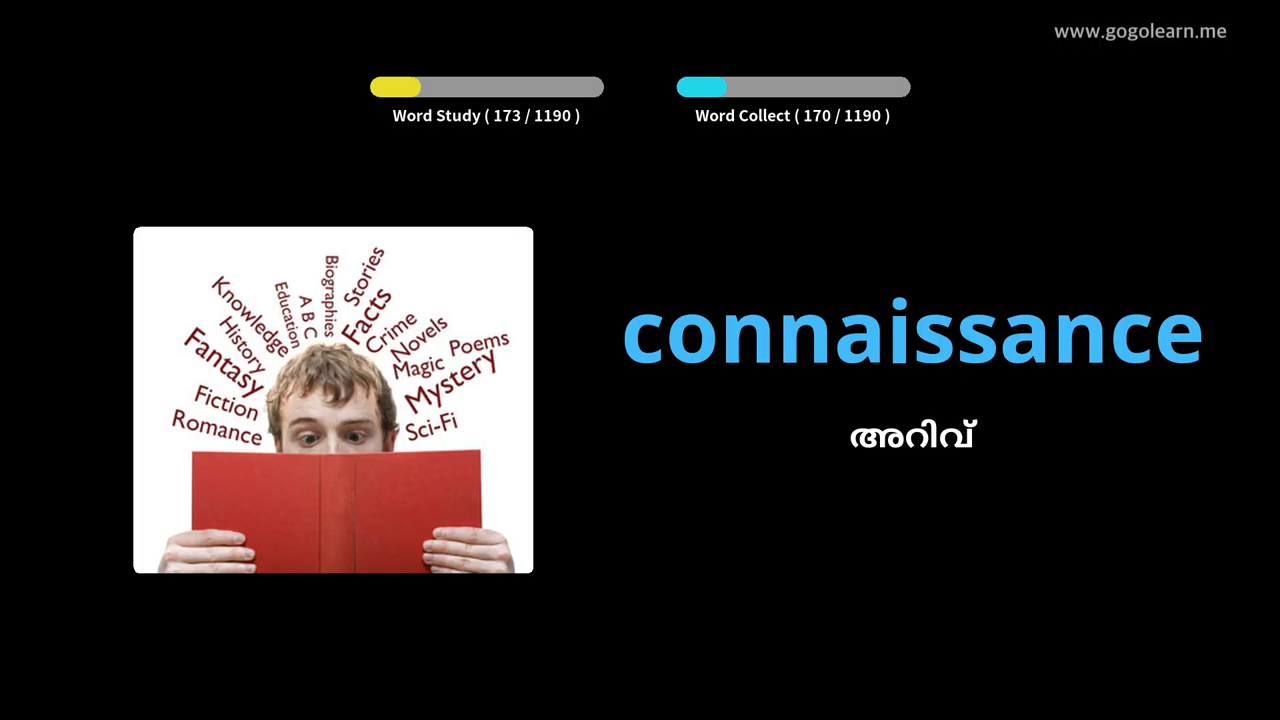 www.gogolearn.me
Word Study ( 173 / 1190 )
Word Collect ( 170 / 1190 )
Biographies
Stories
Education
A B C
Facts
Knowledge
Crime
History
Novels
Fantasy
Magic
Poems
Mystery
Fiction
Romance
Sci-Fi
connaissance
അറിവ്